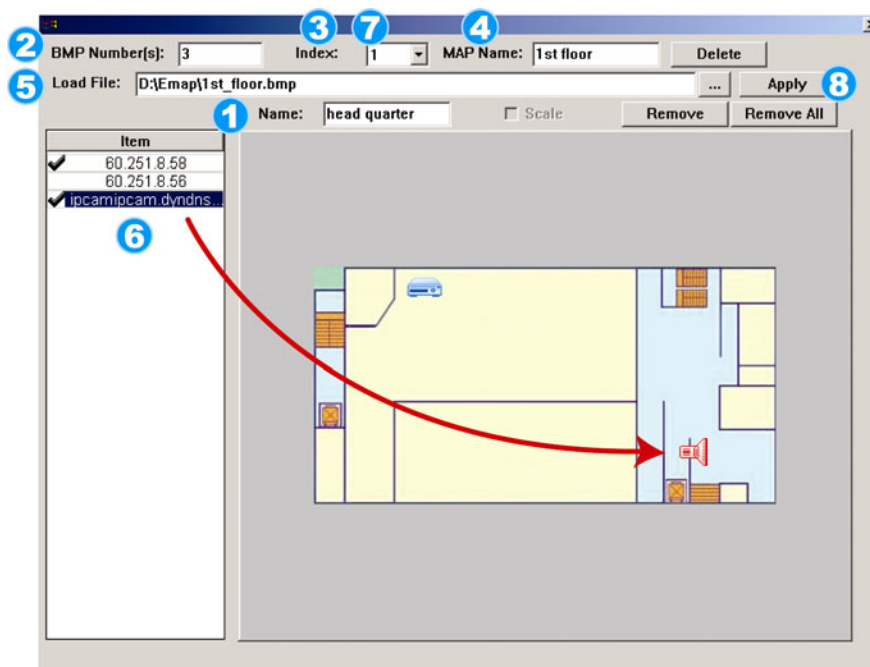 3 7 4
2 BMP Number(s): 3 Index: 1 MAP Name: 1st floor Delete
5 Load File: D:\Emap\1st_floor.bmp ... Apply 8
1 Name: head quarter Scale Remove Remove All
Item
60.251.8.58
60.251.8.56
ipcamipcam.dyndns...
6